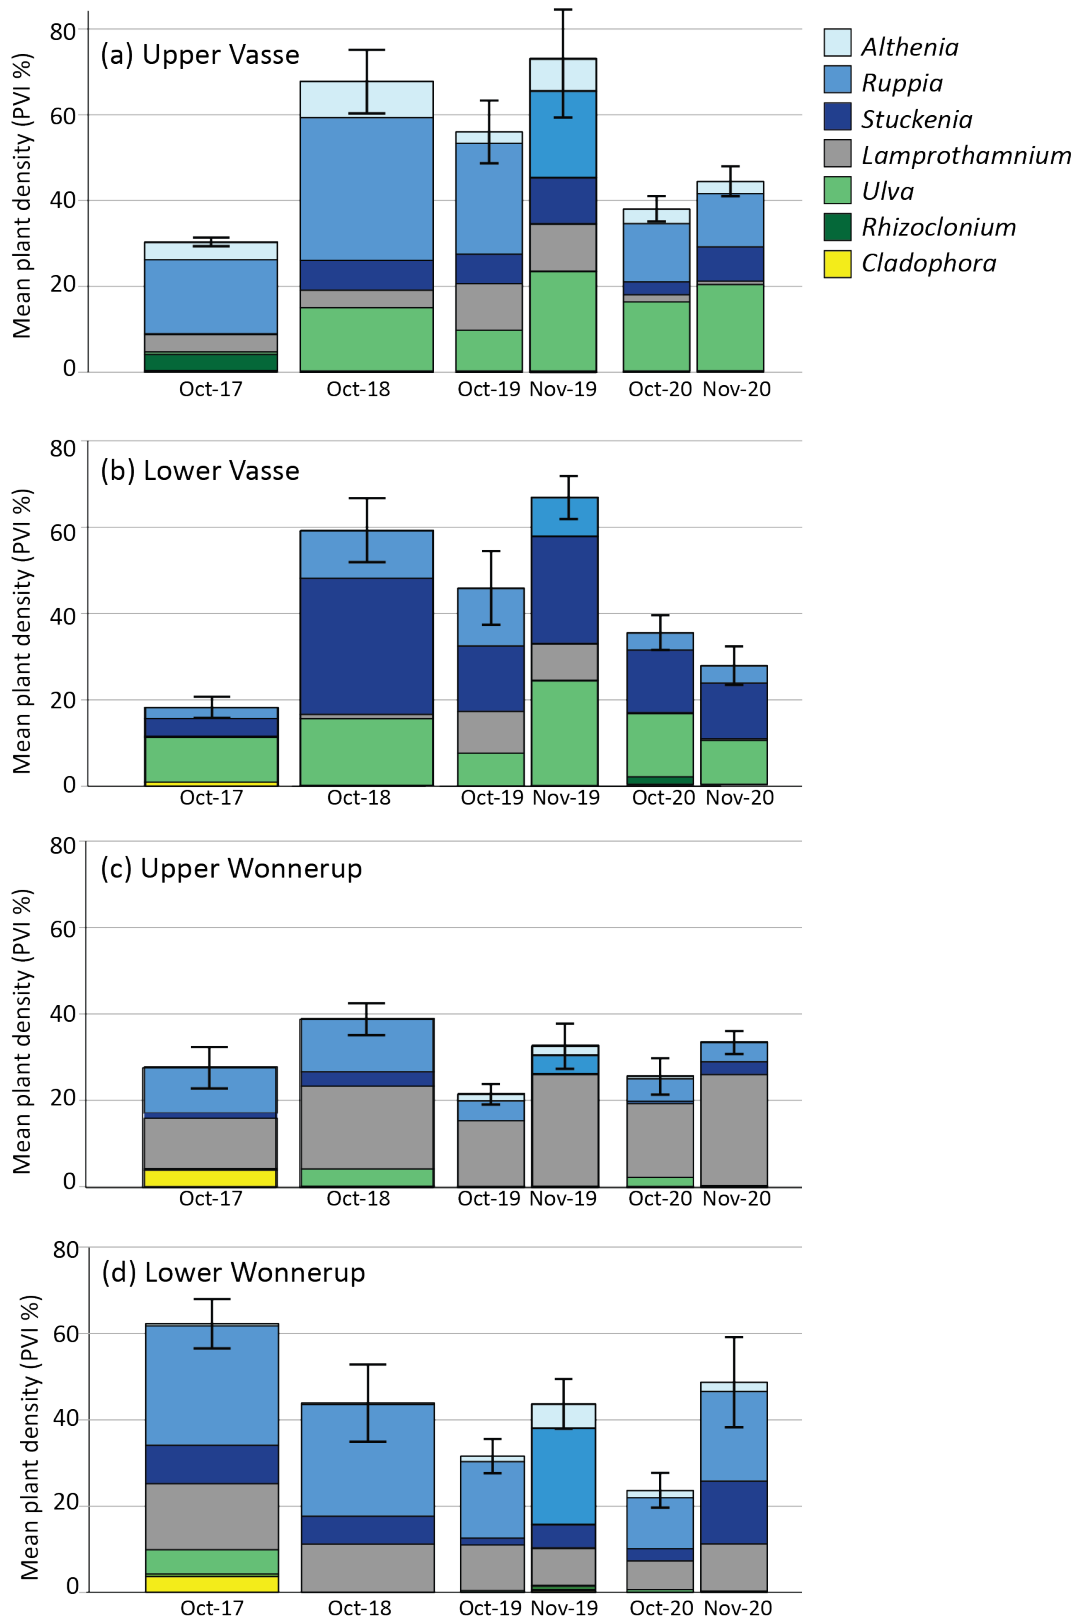 Mean plant density (PVI %)
80
60
40
20
0
(a) Upper Vasse
Oct-17
Oct-18
Oct-19
Nov-19
Oct-20
Nov-20
Althenia
Ruppia
Stuckenia
Lamprothamnium
Ulva
Rhizoclonium
Cladophora
Mean plant density (PVI %)
80
60
40
20
0
(b) Lower Vasse
Oct-17
Oct-18
Oct-19
Nov-19
Oct-20
Nov-20
Mean plant density (PVI %)
80
60
40
20
0
(c) Upper Wonnerup
Oct-17
Oct-18
Oct-19
Nov-19
Oct-20
Nov-20
Mean plant density (PVI %)
80
60
40
20
0
(d) Lower Wonnerup
Oct-17
Oct-18
Oct-19
Nov-19
Oct-20
Nov-20